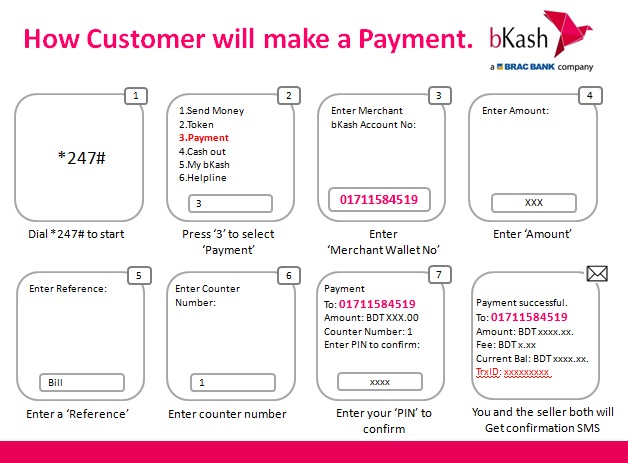 How Customer will make a Payment.
bKash
a BRAC BANK company
1
*247#
Dial *247# to start
2
1.Send Money
2.Token
3.Payment
4.Cash out
5.My bKash
6.Helpline
3
Press ‘3’ to select
‘Payment’
3
Enter Merchant
bKash Account No:
01711584519
Enter
‘Merchant Wallet No’
4
Enter Amount:
XXX
Enter ‘Amount’
5
Enter Reference:
Bill
Enter a ‘Reference’
6
Enter Counter
Number:
1
Enter counter number
7
Payment
To: 01711584519
Amount: BDT XXX.00
Counter Number: 1
Enter PIN to confirm:
xxxx
Enter your ‘PIN’ to
confirm
Payment successful.
To: 01711584519
Amount: BDT xxxx.xx.
Fee: BDT x.xx
Current Bal: BDT xxxx.xx.
TrxID: xxxxxxxxx
You and the seller both will
Get confirmation SMS